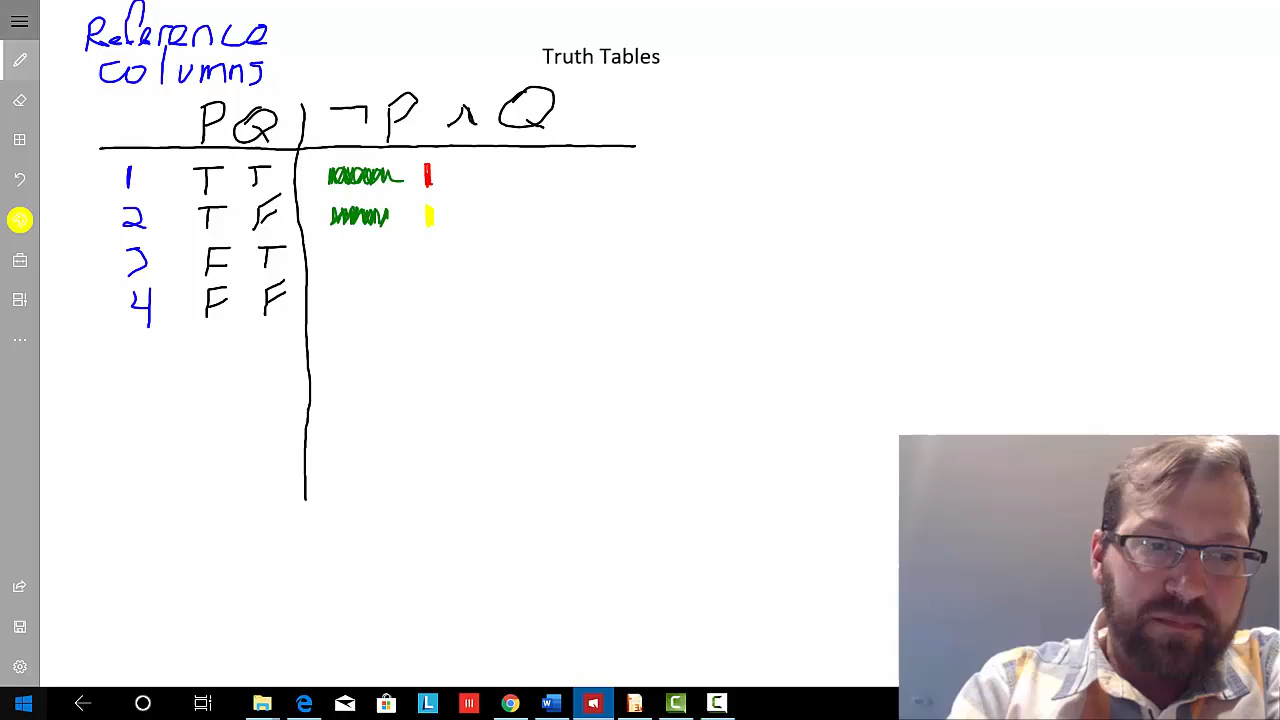 Reference
Columns
Truth Tables
P Q ¬ P ∧ Q
1 T T
2 T F
3 F T
4 F F